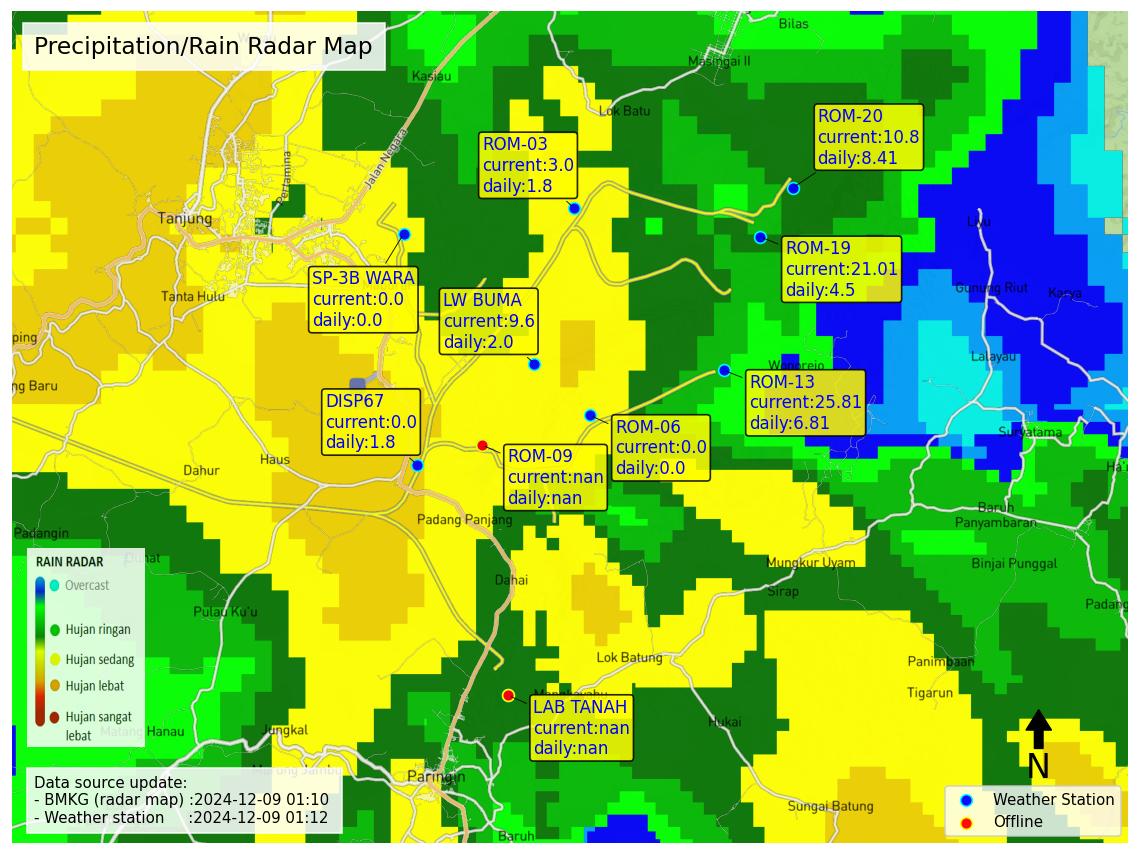 Precipitation/Rain Radar Map
Bilas
Masingai II
Kasiau
Lok Batu
Jalan Negara
Pertamina
Tanjung
Tanta Hulu
ROM-20
current:10.8
daily:8.41
ROM-03
current:3.0
daily:1.8
ROM-19
current:21.01
daily:4.5
SP-3B WARA
current:0.0
daily:0.0
LW BUMA
current:9.6
daily:2.0
Liyu
Gunung Riut
Karya
Lalayau
ping
ng Baru
Wonorejo
ROM-13
current:25.81
daily:6.81
DISP67
current:0.0
daily:1.8
ROM-06
current:0.0
daily:0.0
ROM-09
current:nan
daily:nan
Suryatama
Haus
Dahur
Padang Panjang
Baruh
Panyambaran
Padangin
Mungkur Uyam
Binjai Punggal
Dahai
Sirap
Padang
Pulau Ku'u
Lok Batung
Panimbaan
Tigarun
Mangkayahu
LAB TANAH
current:nan
daily:nan
Hukai
Jungkal
Matang Hanau
Marung Jambu
Paringin
Sungai Batung
Baruh
RAIN RADAR
Overcast
Hujan ringan
Hujan sedang
Hujan lebat
Hujan sangat
lebat
Data source update:
- BMKG (radar map) :2024-12-09 01:10
- Weather station :2024-12-09 01:12
N
Weather Station
Offline